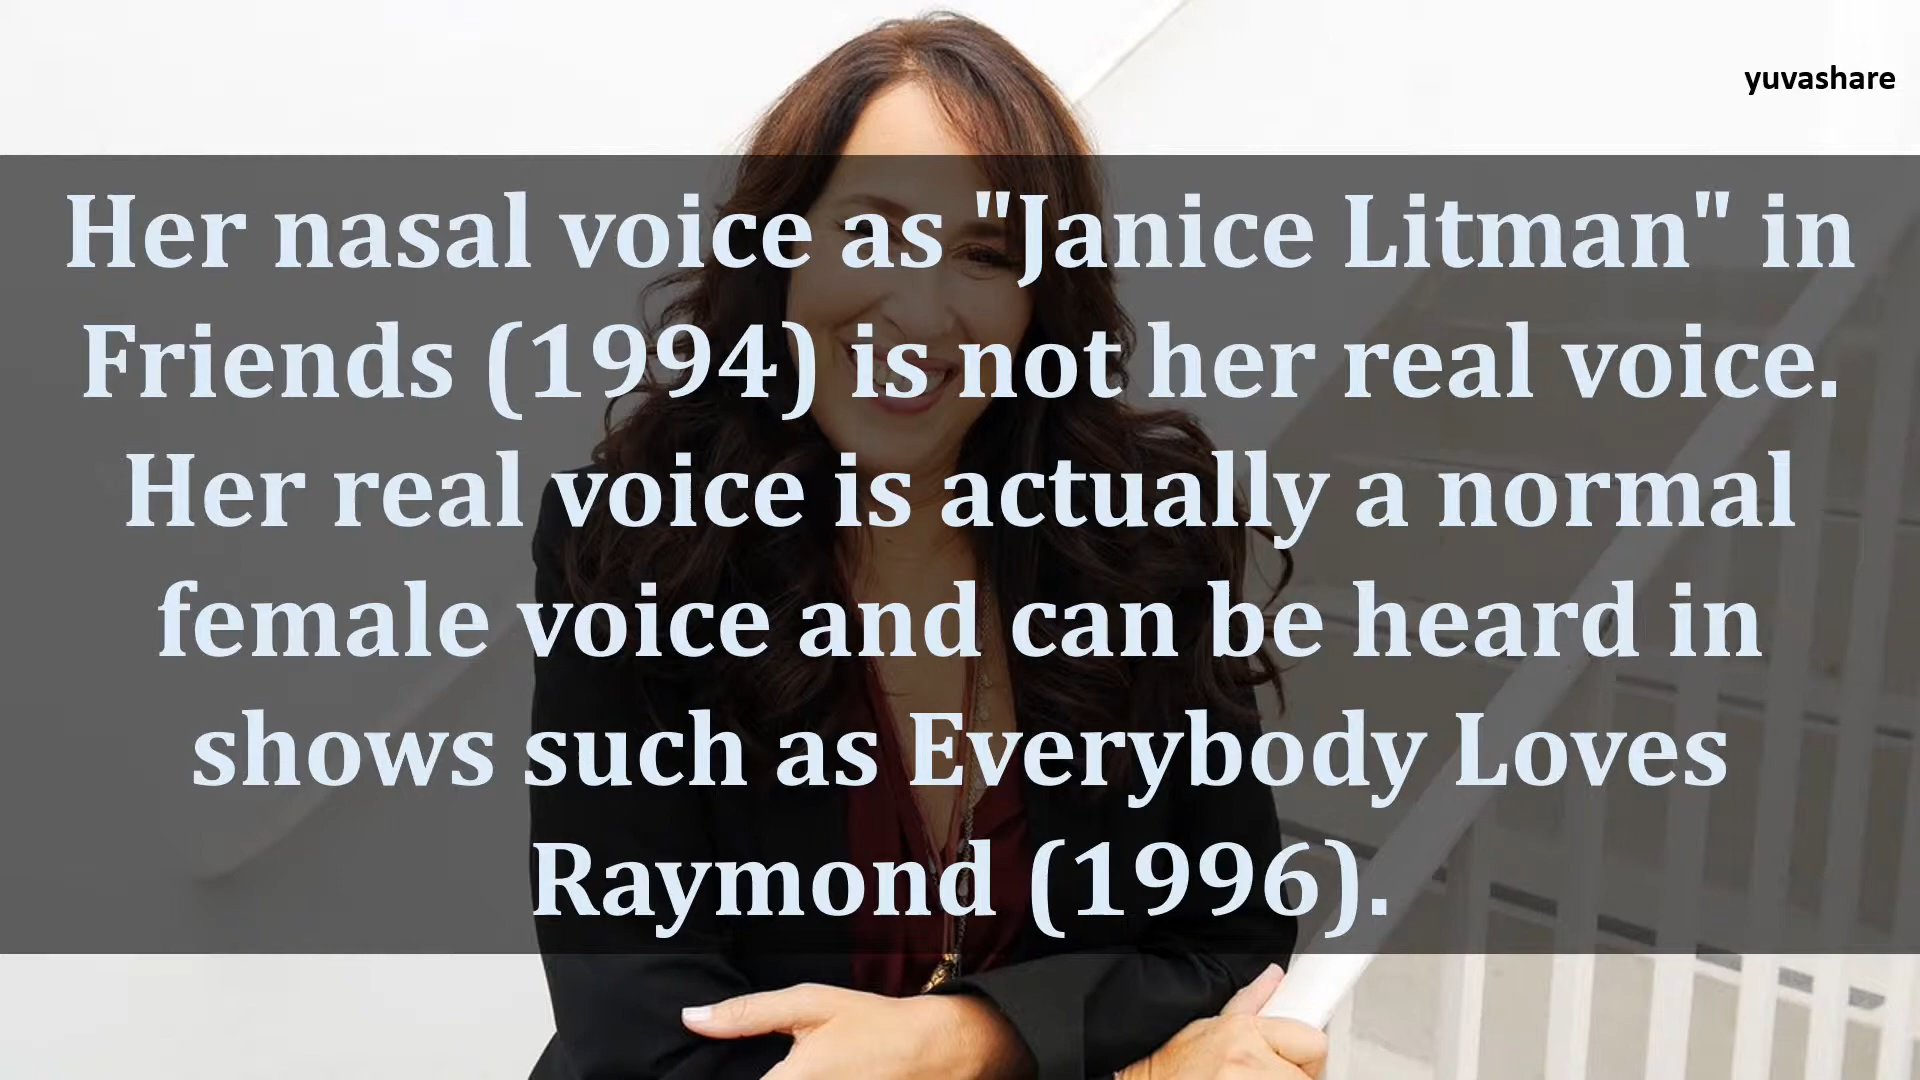 yuvashare
Her nasal voice as "Janice Litman" in
Friends (1994) is not her real voice.
Her real voice is actually a normal
female voice and can be heard in
shows such as Everybody Loves
Raymond (1996).